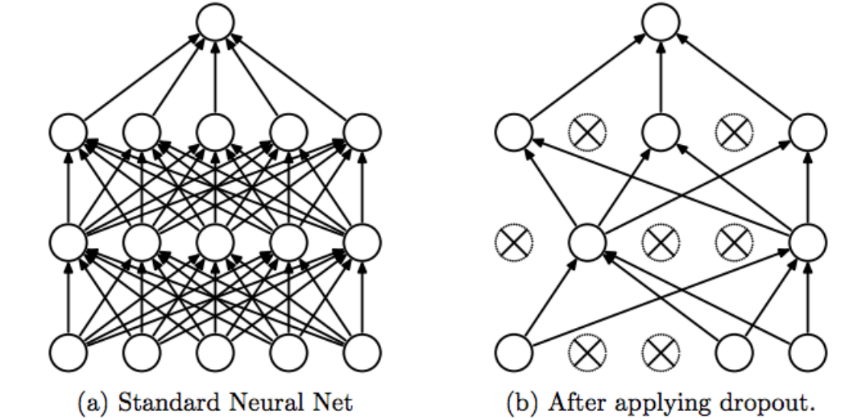 (a) Standard Neural Net
(b) After applying dropout.